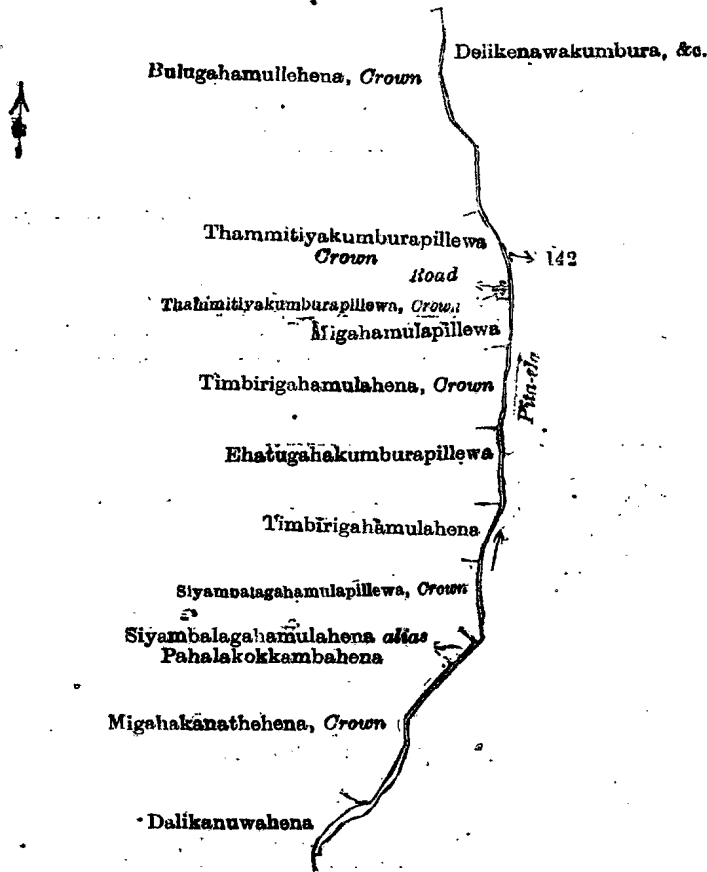 Delikenawakumbura, &c.
Bulugahamullehena, Crown
Thammitiyakumburapillewa
Crown
142
Road
Thammitiyakumburapillewa, Crown
Migahamulapillewa
Pita-ela
Timbirigahamulahena, Crown
Ehatugahakumburapillewa
Timbirigahamulahena
Siyambalagahamulapillewa, Crown
Siyambalagahamulahena alias
Pahalakokkambahena
Migahakanathehena, Crown
Dalikanuwahena